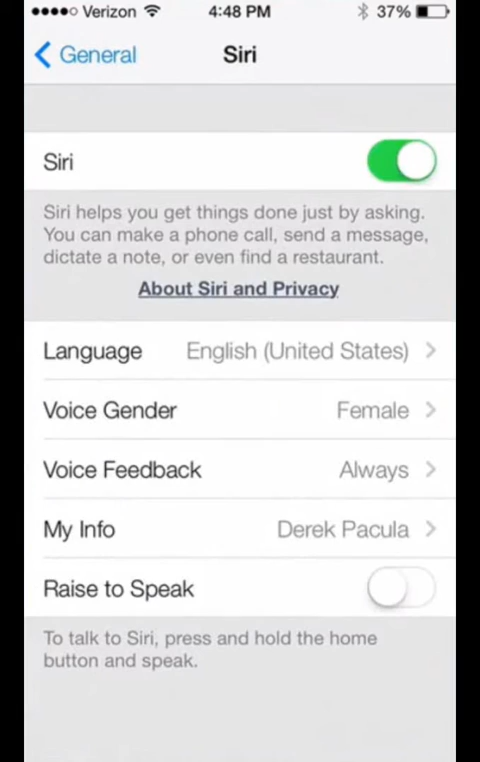 Verizon 4:48 PM 37%
General Siri
Siri
Siri helps you get things done just by asking.
You can make a phone call, send a message,
dictate a note, or even find a restaurant.
About Siri and Privacy
Language English (United States)
Voice Gender Female
Voice Feedback Always
My Info Derek Pacula
Raise to Speak
To talk to Siri, press and hold the home
button and speak.